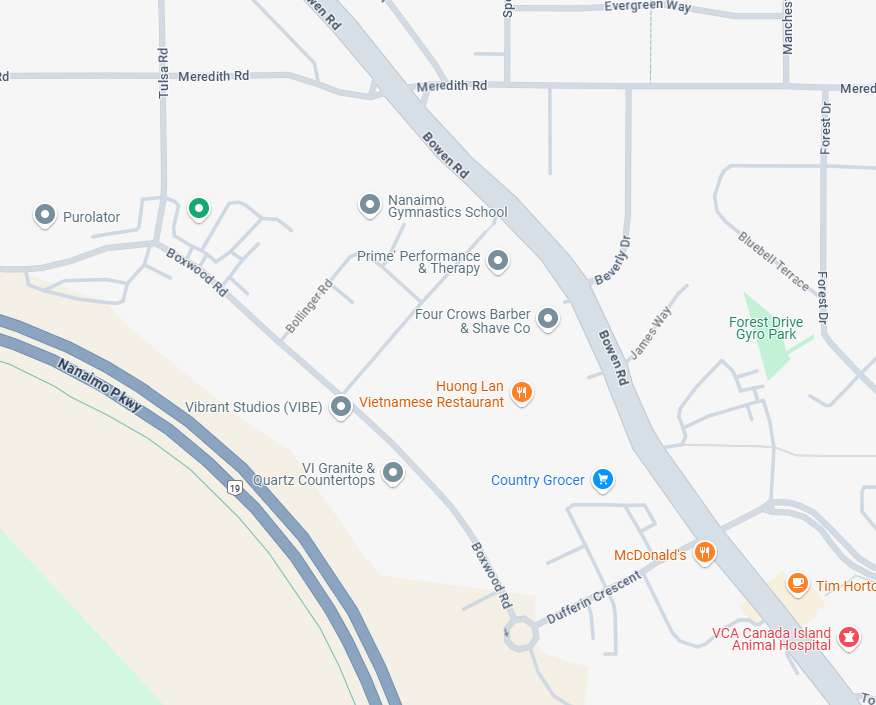 Bowen Rd
Evergreen Way
Tulsa Rd
Rd
Meredith Rd
Meredith Rd
Forest Dr
Bowen Rd
Purolator
Nanaimo
Gymnastics School
Boxwood Rd
Prime' Performance
& Therapy
Beverly Dr
Bluebell Terrace
Forest Dr
Bollinger Rd
Four Crows Barber
& Shave Co
James Way
Forest Drive
Gyro Park
Bowen Rd
Nanaimo Pkwy
Huong Lan
Vietnamese Restaurant
Vibrant Studios (VIBE)
VI Granite &
Quartz Countertops
19
Country Grocer
Boxwood Rd
McDonald's
Dufferin Crescent
Tim
VCA Canada Island
Animal Hospital